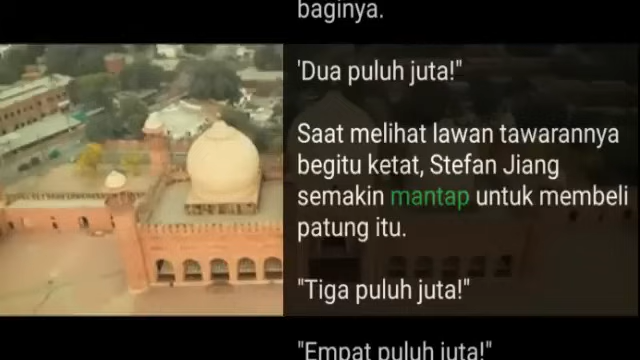 baginya.
'Dua puluh juta!"
Saat melihat lawan tawarannya
begitu ketat, Stefan Jiang
semakin mantap untuk membeli
patung itu.
"Tiga puluh juta!"
"Empat puluh juta!"